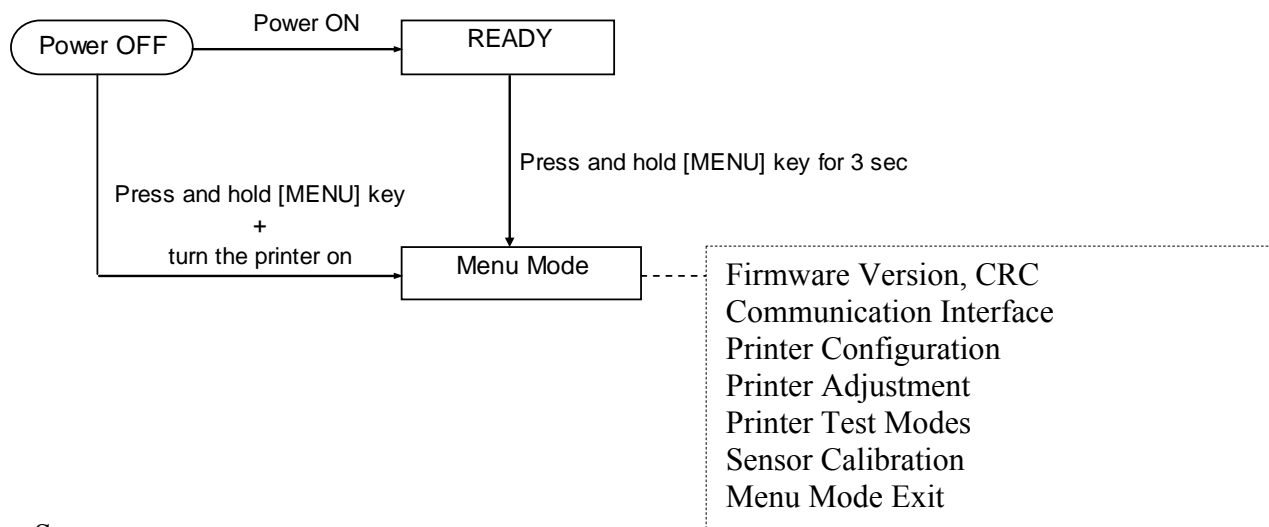 Power OFF
Power ON
READY
Press and hold [MENU] key for 3 sec
Press and hold [MENU] key
+
turn the printer on
Menu Mode
Firmware Version, CRC
Communication Interface
Printer Configuration
Printer Adjustment
Printer Test Modes
Sensor Calibration
Menu Mode Exit